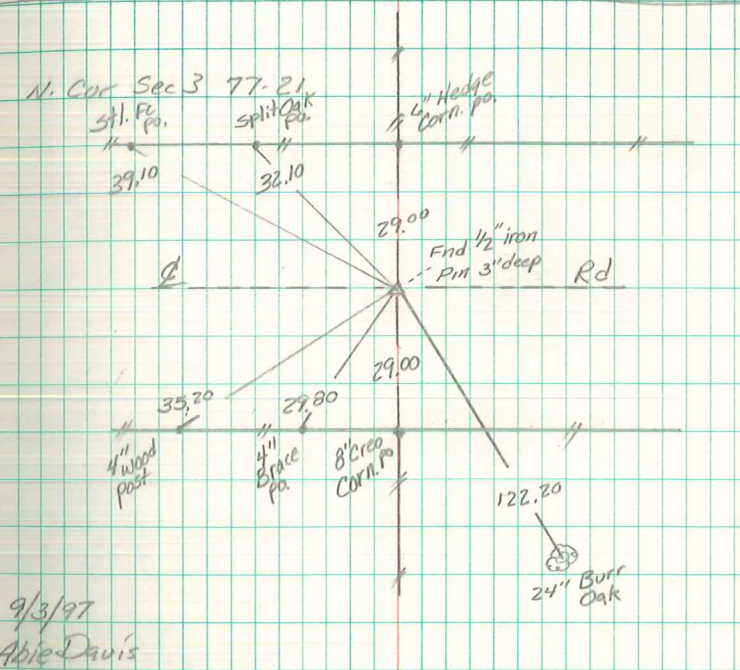 N. Cor Sec 3 77-21
Stl. Fc
po.
Split Oak
po.
6" Hedge
Corn. po.
39.10
32.10
29.00
Fnd 1/2" iron
Pin 3" deep
℄
Rd
29.00
35.20
29.80
4" Wood
post
4"
Brace
po.
8" Creo
Corn. po
122.20
24" Burr
Oak
9/3/97
Abie Davis